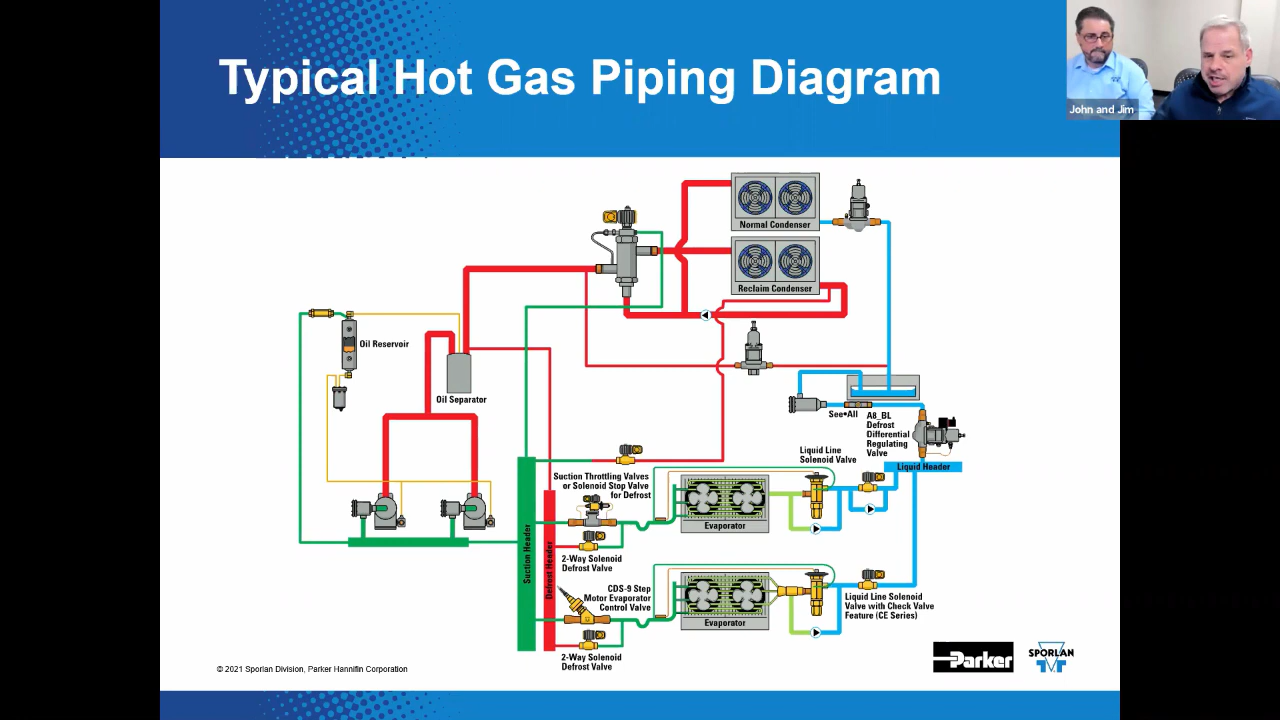 Typical Hot Gas Piping Diagram
John and Jim
Normal Condenser
Reclaim Condenser
Oil Reservoir
Oil Separator
See•All
A8_BL
Defrost
Differential
Regulating
Valve
Liquid Line
Solenoid Valve
Liquid Header
Suction Throttling Valves
or Solenoid Stop Valve
for Defrost
Evaporator
Suction Header
Defrost Header
2-Way Solenoid
Defrost Valve
CDS-9 Step
Motor Evaporator
Control Valve
Evaporator
Liquid Line Solenoid
Valve with Check Valve
Feature (CE Series)
2-Way Solenoid
Defrost Valve
© 2021 Sporlan Division, Parker Hannifin Corporation
Parker
SPORLAN